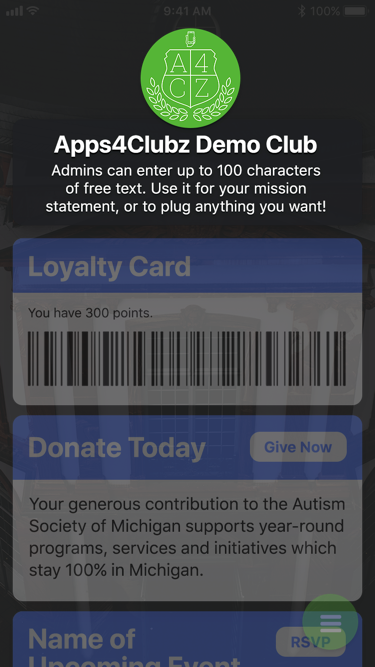 9:41 AM
100%
A4
CZ
Apps4Clubz Demo Club
Admins can enter up to 100 characters
of free text. Use it for your mission
statement, or to plug anything you want!
Loyalty Card
You have 300 points.
Donate Today
Give Now
Your generous contribution to the Autism
Society of Michigan supports year-round
programs, services and initiatives which
stay 100% in Michigan.
Name of
RSVP
Upcoming Event